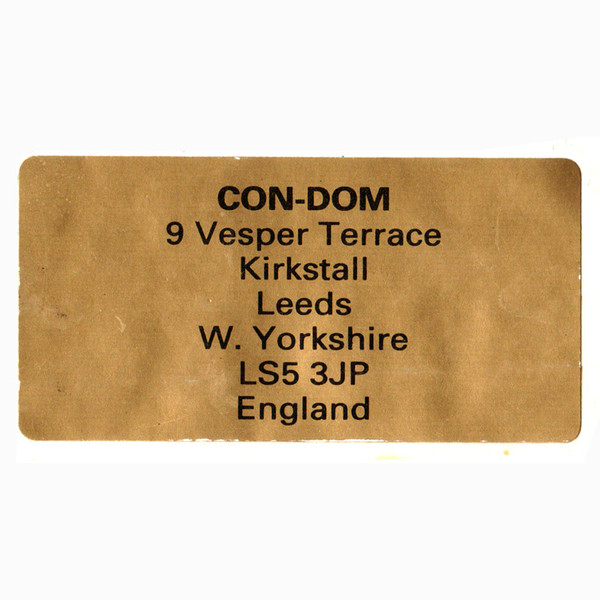 CON-DOM
9 Vesper Terrace
Kirkstall
Leeds
W. Yorkshire
LS5 3JP
England